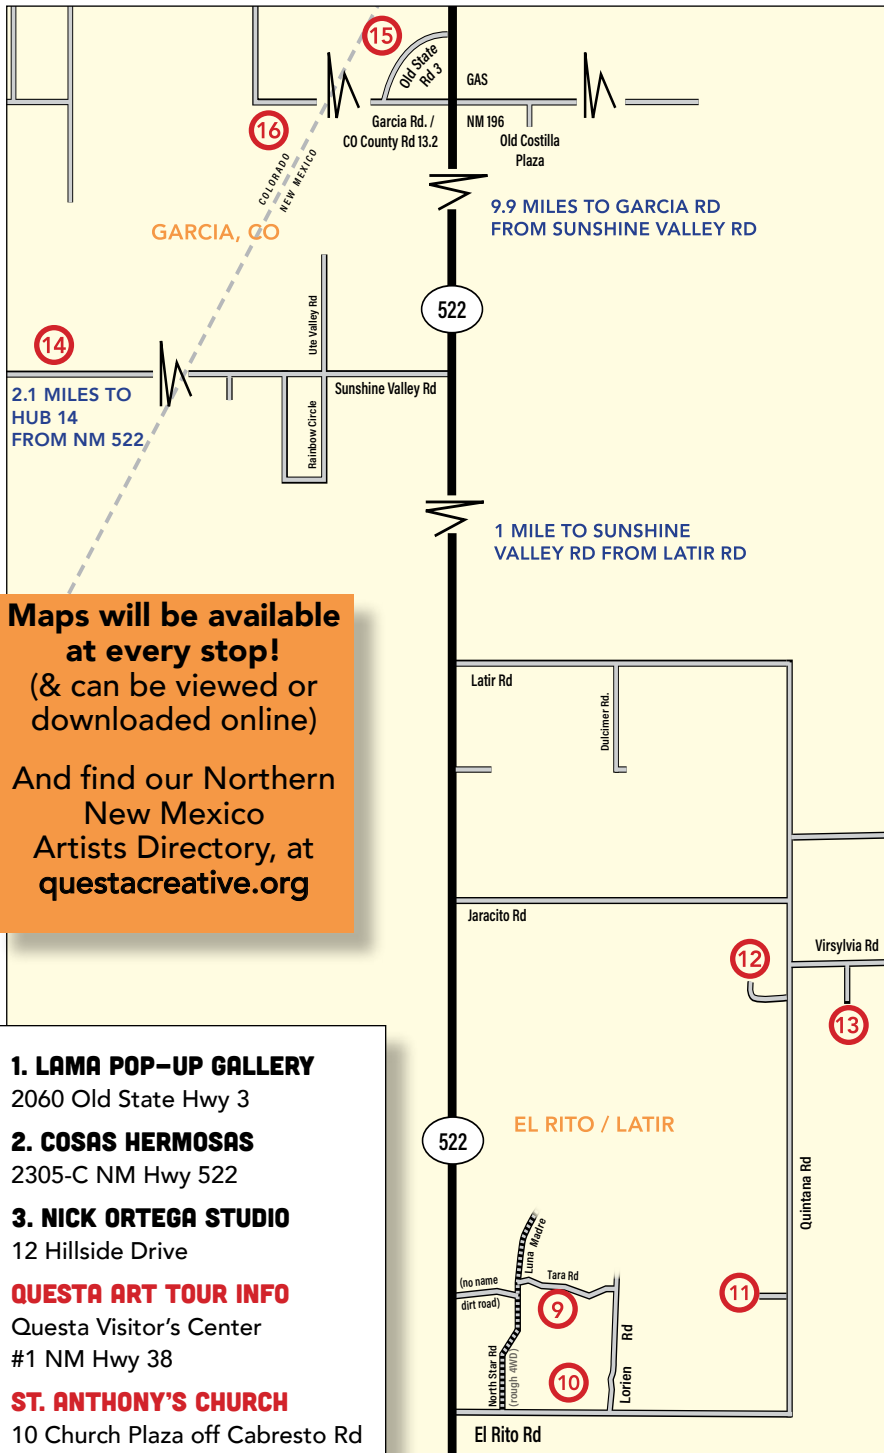 15
Old State
Rd 3
GAS
16
Garcia Rd. /
CO County Rd 13.2
NM 196
Old Costilla
Plaza
COLORADO
NEW MEXICO
GARCIA, CO
9.9 MILES TO GARCIA RD
FROM SUNSHINE VALLEY RD
522
Ute Valley Rd
14
Sunshine Valley Rd
2.1 MILES TO
HUB 14
FROM NM 522
Rainbow Circle
1 MILE TO SUNSHINE
VALLEY RD FROM LATIR RD
Maps will be available
at every stop!
(& can be viewed or
downloaded online)
And find our Northern
New Mexico
Artists Directory, at
questacreative.org
Latir Rd
Dulcimer Rd.
Jaracito Rd
12
Virsylvia Rd
13
EL RITO / LATIR
522
Quintana Rd
Luna Madre
(no name
dirt road)
Tara Rd
9
11
North Star Rd
(rough 4WD)
10
Lorien Rd
El Rito Rd
1. LAMA POP-UP GALLERY
2060 Old State Hwy 3
2. COSAS HERMOSAS
2305-C NM Hwy 522
3. NICK ORTEGA STUDIO
12 Hillside Drive
QUESTA ART TOUR INFO
Questa Visitor's Center
#1 NM Hwy 38
ST. ANTHONY'S CHURCH
10 Church Plaza off Cabresto Rd